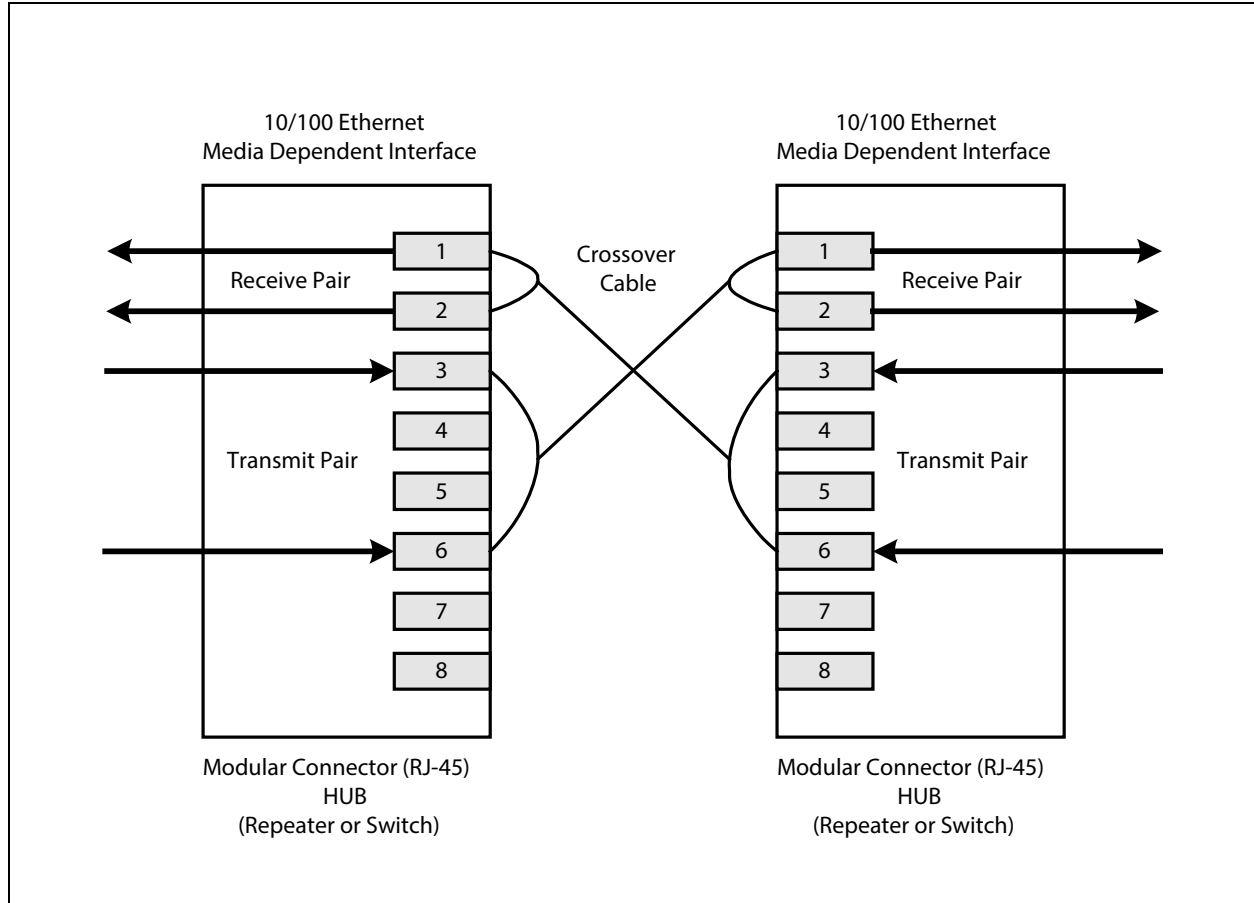 10/100 Ethernet
Media Dependent Interface
10/100 Ethernet
Media Dependent Interface
Crossover
Cable
1
Receive Pair
2
3
4
Transmit Pair
5
6
7
8
1
Receive Pair
2
3
4
Transmit Pair
5
6
7
8
Modular Connector (RJ-45)
HUB
(Repeater or Switch)
Modular Connector (RJ-45)
HUB
(Repeater or Switch)